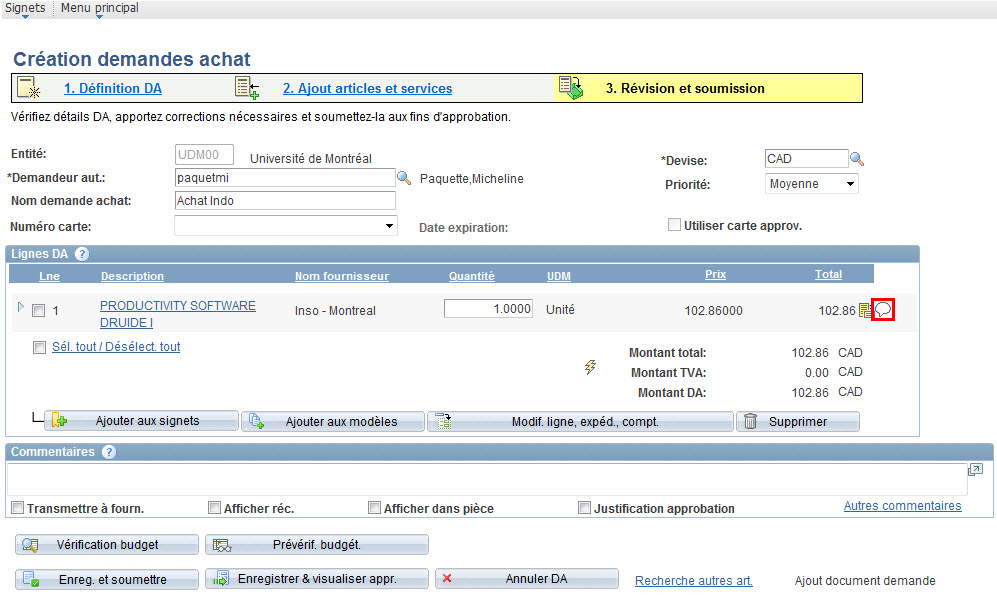 Signets Menu principal
Création demandes achat
1. Définition DA 2. Ajout articles et services 3. Révision et soumission
Vérifiez détails DA, apportez corrections nécessaires et soumettez-la aux fins d'approbation.
Entité: UDM00 Université de Montréal *Devise: CAD
*Demandeur aut.: paquetmi Paquette,Micheline Priorité: Moyenne
Nom demande achat: Achat Indo
Numéro carte: Date expiration: Utiliser carte approv.
Lignes DA ?
Lne Description Nom fournisseur Quantité UDM Prix Total
1 PRODUCTIVITY SOFTWARE DRUIDE I Inso - Montreal 1.0000 Unité 102.86000 102.86
Sél. tout / Désélect. tout
Montant total: 102.86 CAD
Montant TVA: 0.00 CAD
Montant DA: 102.86 CAD
Ajouter aux signets Ajouter aux modèles Modif. ligne, expéd., compt. Supprimer
Commentaires ?
Transmettre à fourn. Afficher réc. Afficher dans pièce Justification approbation Autres commentaires
Vérification budget Prévérif. budgét.
Enreg. et soumettre Enregistrer & visualiser appr. Annuler DA Recherche autres art. Ajout document demande